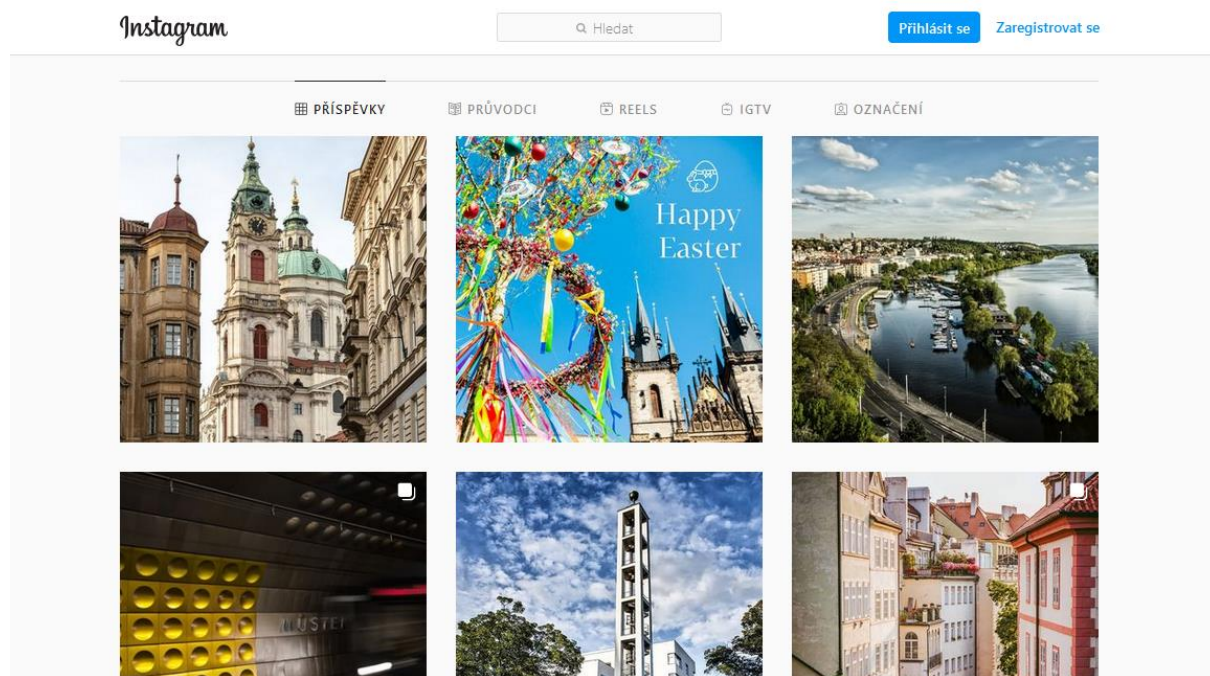 Instagram
Hledat
Přihlásit se
Zaregistrovat se
PŘÍSPĚVKY
PRŮVODCI
REELS
IGTV
OZNAČENÍ
Happy
Easter
MŮSTEK